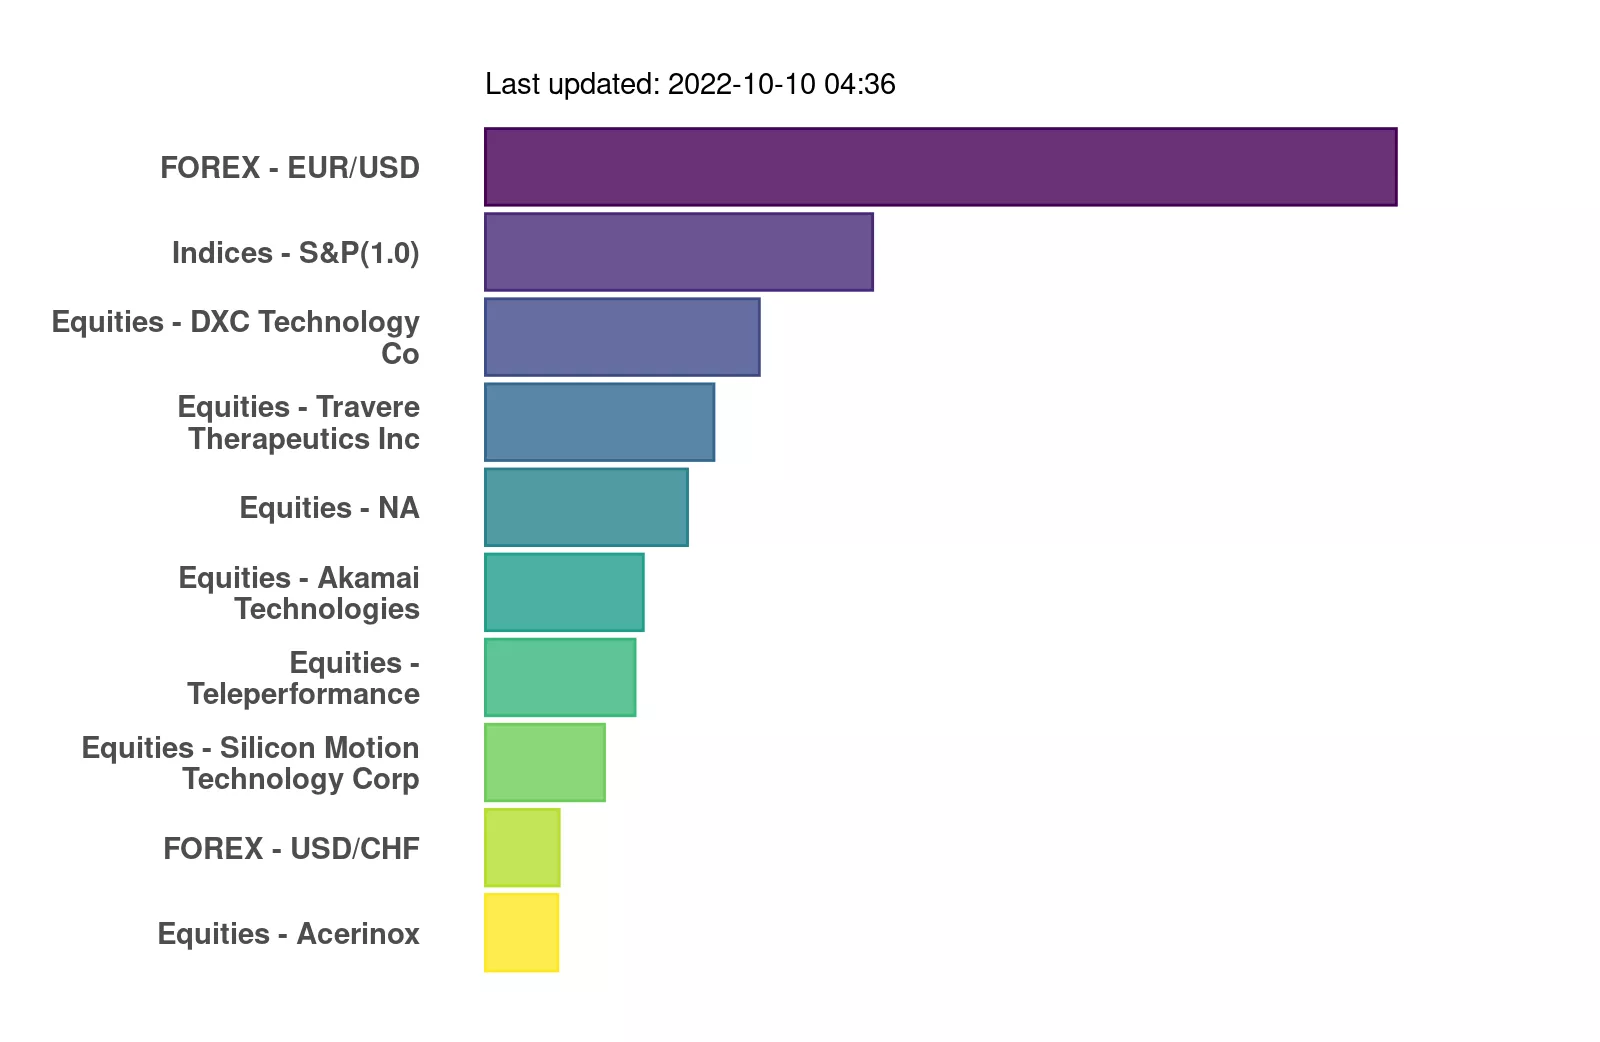 Last updated: 2022-10-10 04:36
FOREX - EUR/USD
Indices - S&P(1.0)
Equities - DXC Technology
Co
Equities - Travere
Therapeutics Inc
Equities - NA
Equities - Akamai
Technologies
Equities -
Teleperformance
Equities - Silicon Motion
Technology Corp
FOREX - USD/CHF
Equities - Acerinox